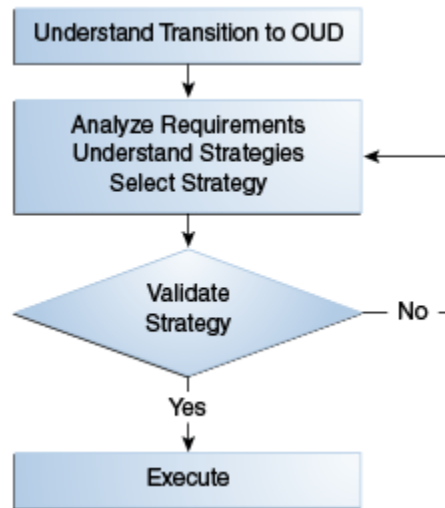 Understand Transition to OUD
Analyze Requirements
Understand Strategies
Select Strategy
Validate
Strategy
No
Yes
Execute